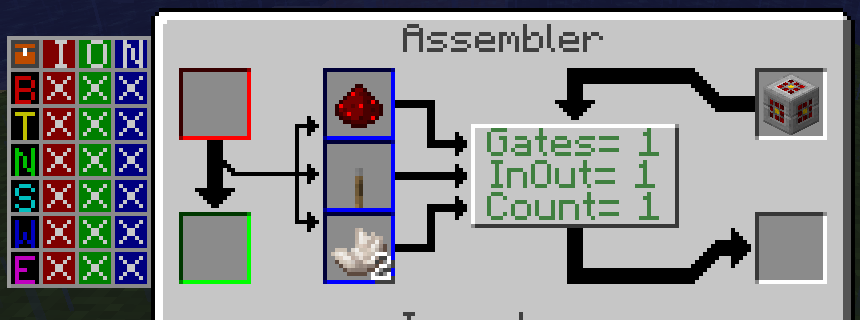 Assembler
I O N
B
T
N
S
W
E
Gates= 1
InOut= 1
Count= 1
2